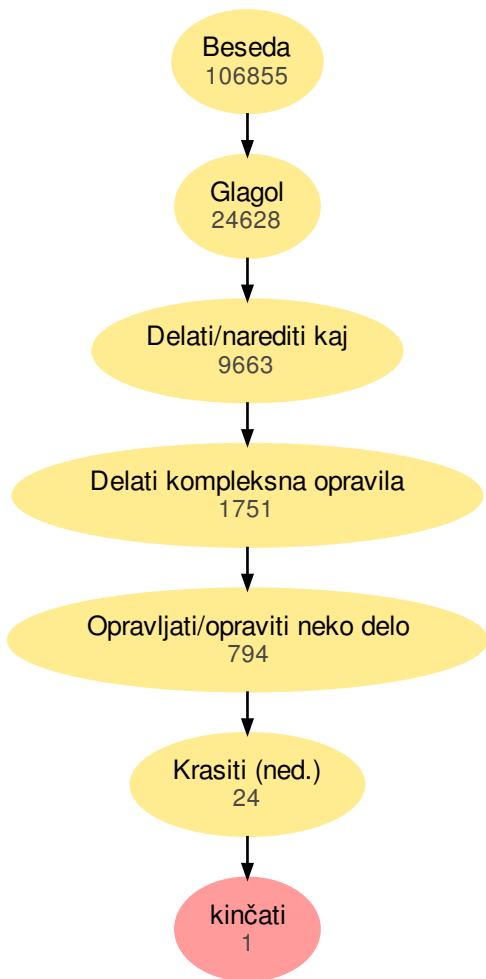 Beseda
106855
Glagol
24628
Delati/narediti kaj
9663
Delati kompleksna opravila
1751
Opravljati/opraviti neko delo
794
Krasiti (ned.)
24
kinčati
1